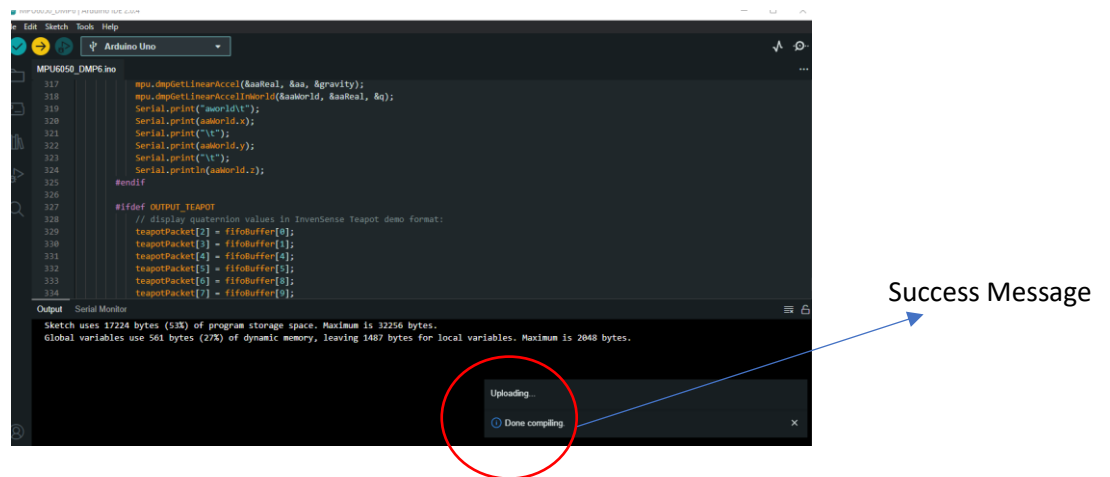 MPU6050_DMP6 | Arduino IDE 2.0.4
Edit Sketch Tools Help
Arduino Uno
MPU6050_DMP6.ino
317 mpu.dmpGetLinearAccel(&aaReal, &aa, &gravity);
318 mpu.dmpGetLinearAccelInWorld(&aaWorld, &aaReal, &q);
319 Serial.print("aworld\t");
320 Serial.print(aaWorld.x);
321 Serial.print("\t");
322 Serial.print(aaWorld.y);
323 Serial.print("\t");
324 Serial.println(aaWorld.z);
325 #endif
326
327 #ifdef OUTPUT_TEAPOT
328 // display quaternion values in InvenSense Teapot demo format:
329 teapotPacket[2] = fifoBuffer[0];
330 teapotPacket[3] = fifoBuffer[1];
331 teapotPacket[4] = fifoBuffer[4];
332 teapotPacket[5] = fifoBuffer[5];
333 teapotPacket[6] = fifoBuffer[8];
334 teapotPacket[7] = fifoBuffer[9];
Output Serial Monitor
Sketch uses 17224 bytes (53%) of program storage space. Maximum is 32256 bytes.
Global variables use 561 bytes (27%) of dynamic memory, leaving 1487 bytes for local variables. Maximum is 2048 bytes.
Uploading...
Done compiling.
Success Message